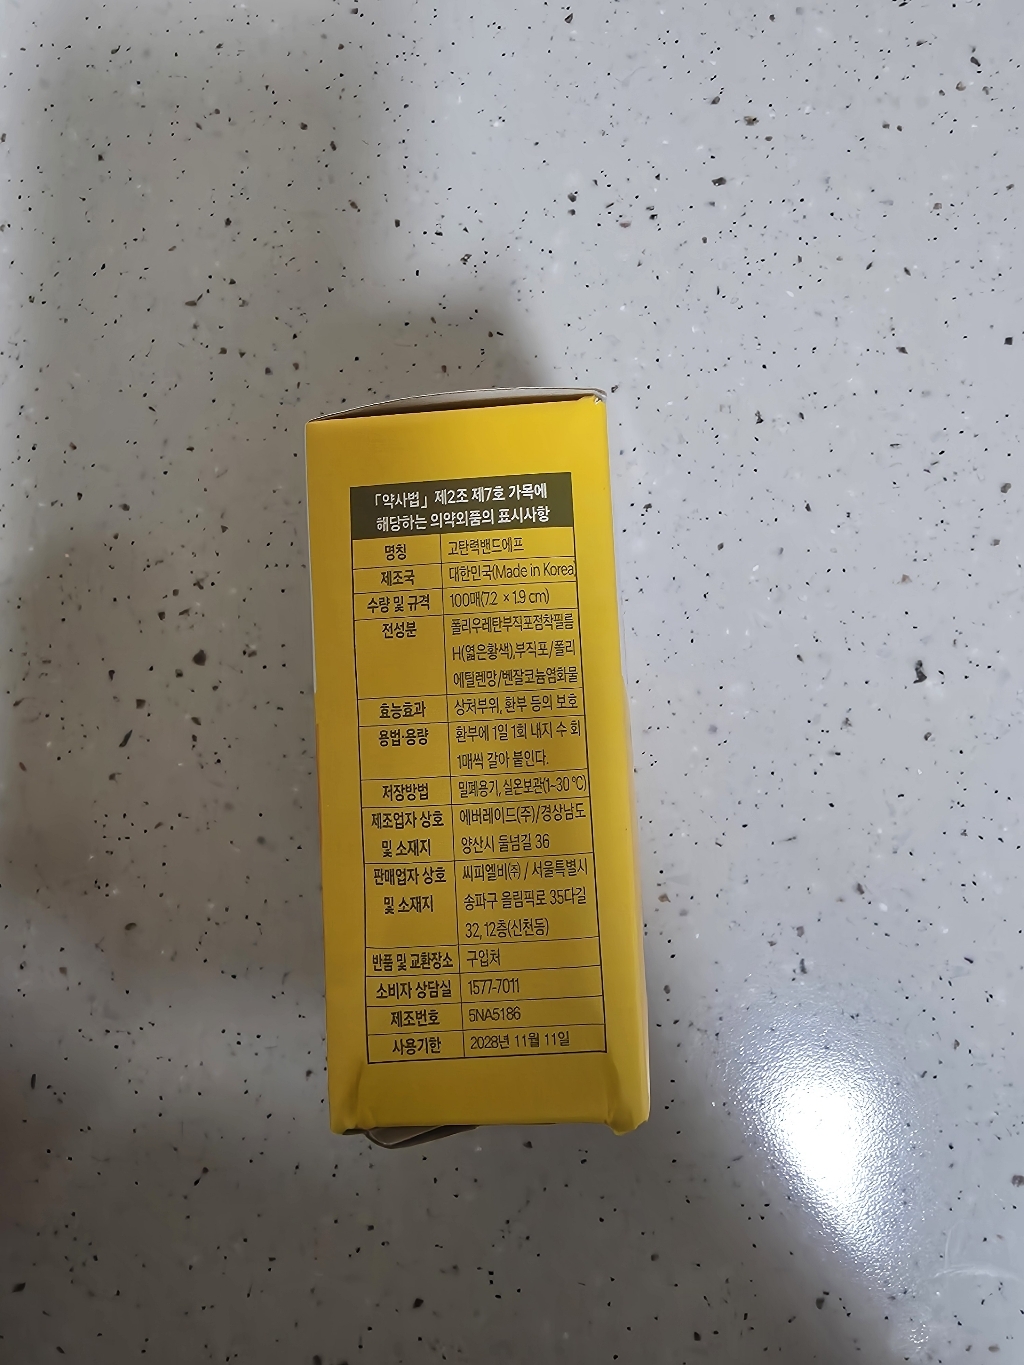 「약사법」 제2조 제7호 가목에
해당하는 의약외품의 표시사항
명칭 고탄력밴드에프
제조국 대한민국(Made in Korea)
수량 및 규격 100매(7.2 × 1.9 cm)
전성분 폴리우레탄부직포점착필름
H(엷은황색),부직포/폴리
에틸렌망/벤잘코늄염화물
효능효과 상처부위, 환부 등의 보호
용법·용량 환부에 1일 1회 내지 수 회
1매씩 갈아 붙인다.
저장방법 밀폐용기, 실온보관(1~30 ℃)
제조업자 상호 에버레이드(주)/경상남도
및 소재지 양산시 둘넘길 36
판매업자 상호 씨피엘비㈜ / 서울특별시
및 소재지 송파구 올림픽로 35다길
32, 12층(신천동)
반품 및 교환장소 구입처
소비자 상담실 1577-7011
제조번호 5NA5186
사용기한 2028년 11월 11일